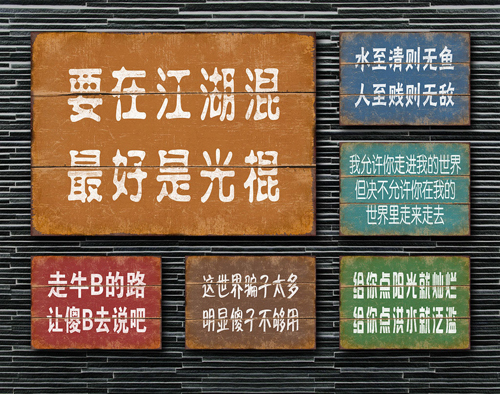 要在江湖混
最好是光棍
水至清则无鱼
人至贱则无敌
我允许你走进我的世界
但决不允许你在我的
世界里走来走去
走牛B的路
让傻B去说吧
这世界骗子太多
明显傻子不够用
给你点阳光就灿烂
给你点洪水就泛滥